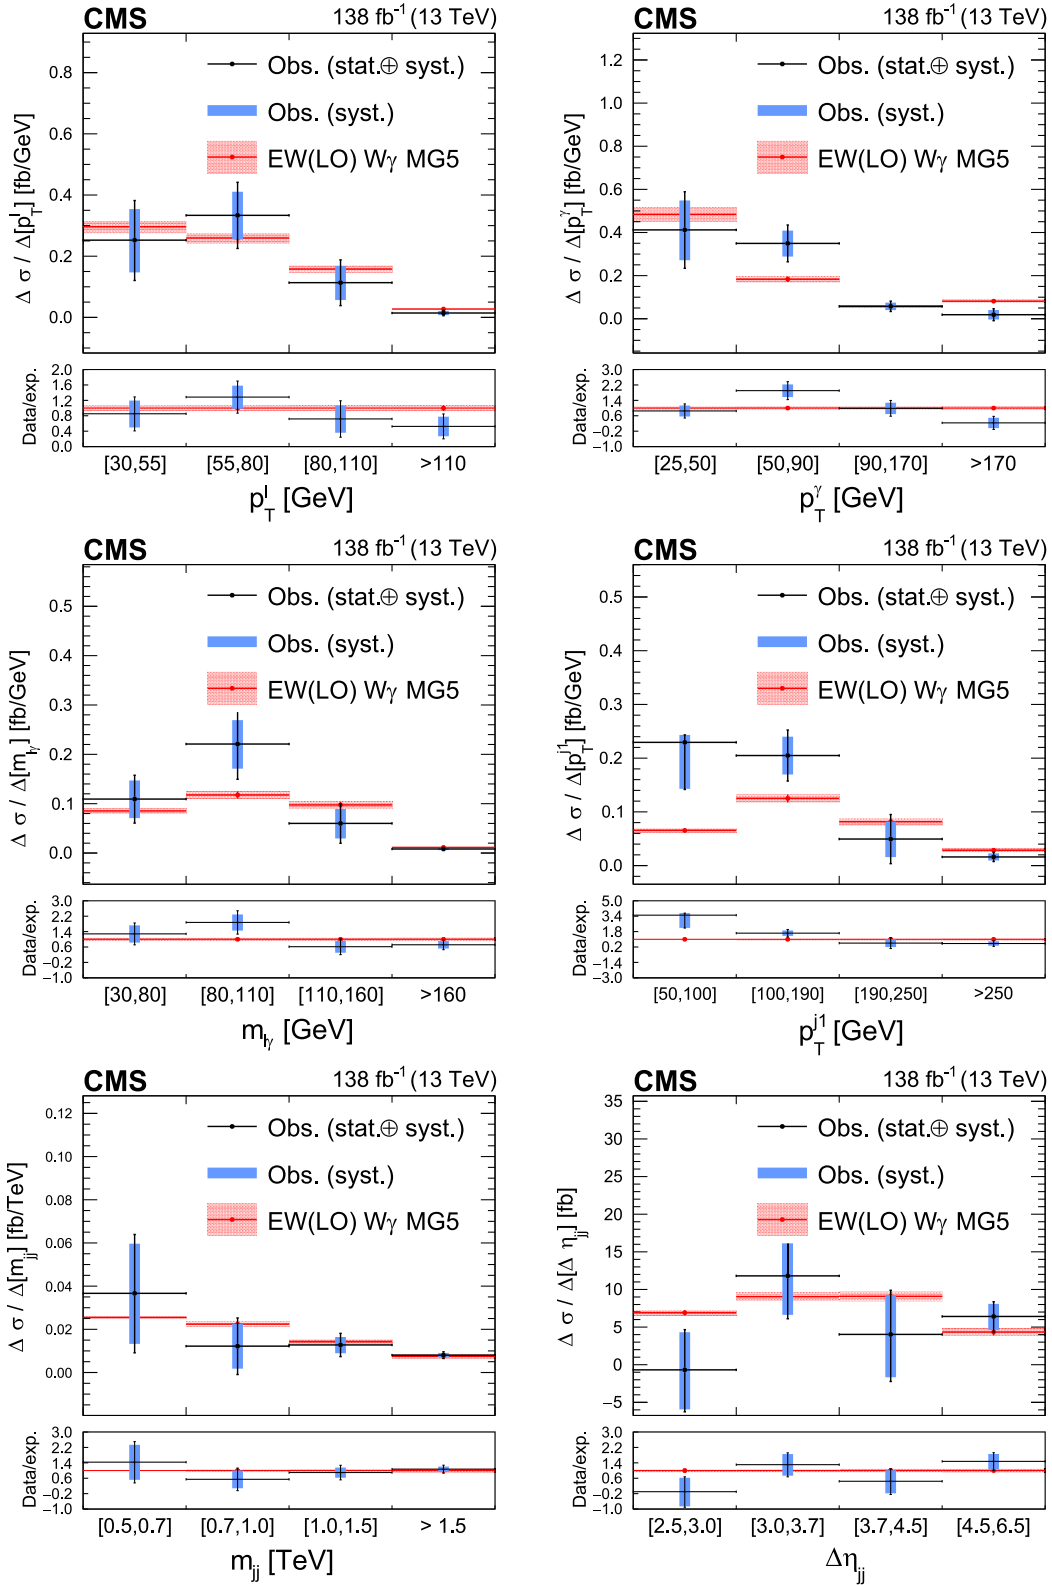 CMS 138 fb⁻¹ (13 TeV)
Δ σ / Δ[p_T^l] [fb/GeV]
0.8
0.6
0.4
0.2
0.0
Obs. (stat.⊕ syst.)
Obs. (syst.)
EW(LO) Wγ MG5
Data/exp.
2.0
1.6
1.2
0.8
0.4
0.0
[30,55] [55,80] [80,110] >110
p_T^l [GeV]
CMS 138 fb⁻¹ (13 TeV)
Δ σ / Δ[p_T^γ] [fb/GeV]
1.2
1.0
0.8
0.6
0.4
0.2
0.0
Obs. (stat.⊕ syst.)
Obs. (syst.)
EW(LO) Wγ MG5
Data/exp.
3.0
2.2
1.4
0.6
−0.2
−1.0
[25,50] [50,90] [90,170] >170
p_T^γ [GeV]
CMS 138 fb⁻¹ (13 TeV)
Δ σ / Δ[m_lγ] [fb/GeV]
0.5
0.4
0.3
0.2
0.1
0.0
Obs. (stat.⊕ syst.)
Obs. (syst.)
EW(LO) Wγ MG5
Data/exp.
3.0
2.2
1.4
0.6
−0.2
−1.0
[30,80] [80,110] [110,160] >160
m_lγ [GeV]
CMS 138 fb⁻¹ (13 TeV)
Δ σ / Δ[p_T^j1] [fb/GeV]
0.5
0.4
0.3
0.2
0.1
0.0
Obs. (stat.⊕ syst.)
Obs. (syst.)
EW(LO) Wγ MG5
Data/exp.
5.0
3.4
1.8
0.2
−1.4
−3.0
[50,100] [100,190] [190,250] >250
p_T^j1 [GeV]
CMS 138 fb⁻¹ (13 TeV)
Δ σ / Δ[m_jj] [fb/TeV]
0.12
0.10
0.08
0.06
0.04
0.02
0.00
Obs. (stat.⊕ syst.)
Obs. (syst.)
EW(LO) Wγ MG5
Data/exp.
3.0
2.2
1.4
0.6
−0.2
−1.0
[0.5,0.7] [0.7,1.0] [1.0,1.5] > 1.5
m_jj [TeV]
CMS 138 fb⁻¹ (13 TeV)
Δ σ / Δ[Δ η_jj] [fb]
35
30
25
20
15
10
5
0
−5
Obs. (stat.⊕ syst.)
Obs. (syst.)
EW(LO) Wγ MG5
Data/exp.
3.0
2.2
1.4
0.6
−0.2
−1.0
[2.5,3.0] [3.0,3.7] [3.7,4.5] [4.5,6.5]
Δη_jj